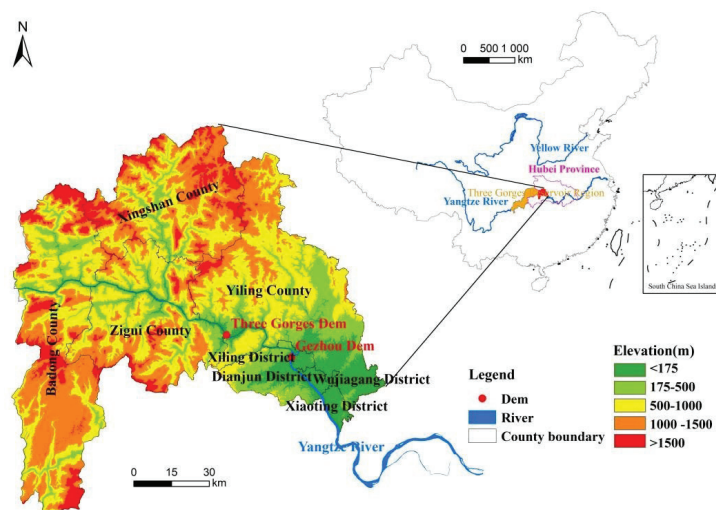 N
0 500 1 000
km
Yellow River
Hubei Province
Three Gorges Reservois Region
Yangtze River
South China Sea Island
Xingshan County
Yiling County
Badong County
Zigni County
Three Gorges Dem
Gezhou Dem
Xiling District
Dianjun District
Wujiagang District
Xiaoting District
Yangtze River
0 15 30
km
Legend
Dem
River
County boundary
Elevation(m)
<175
175-500
500-1000
1000 -1500
>1500